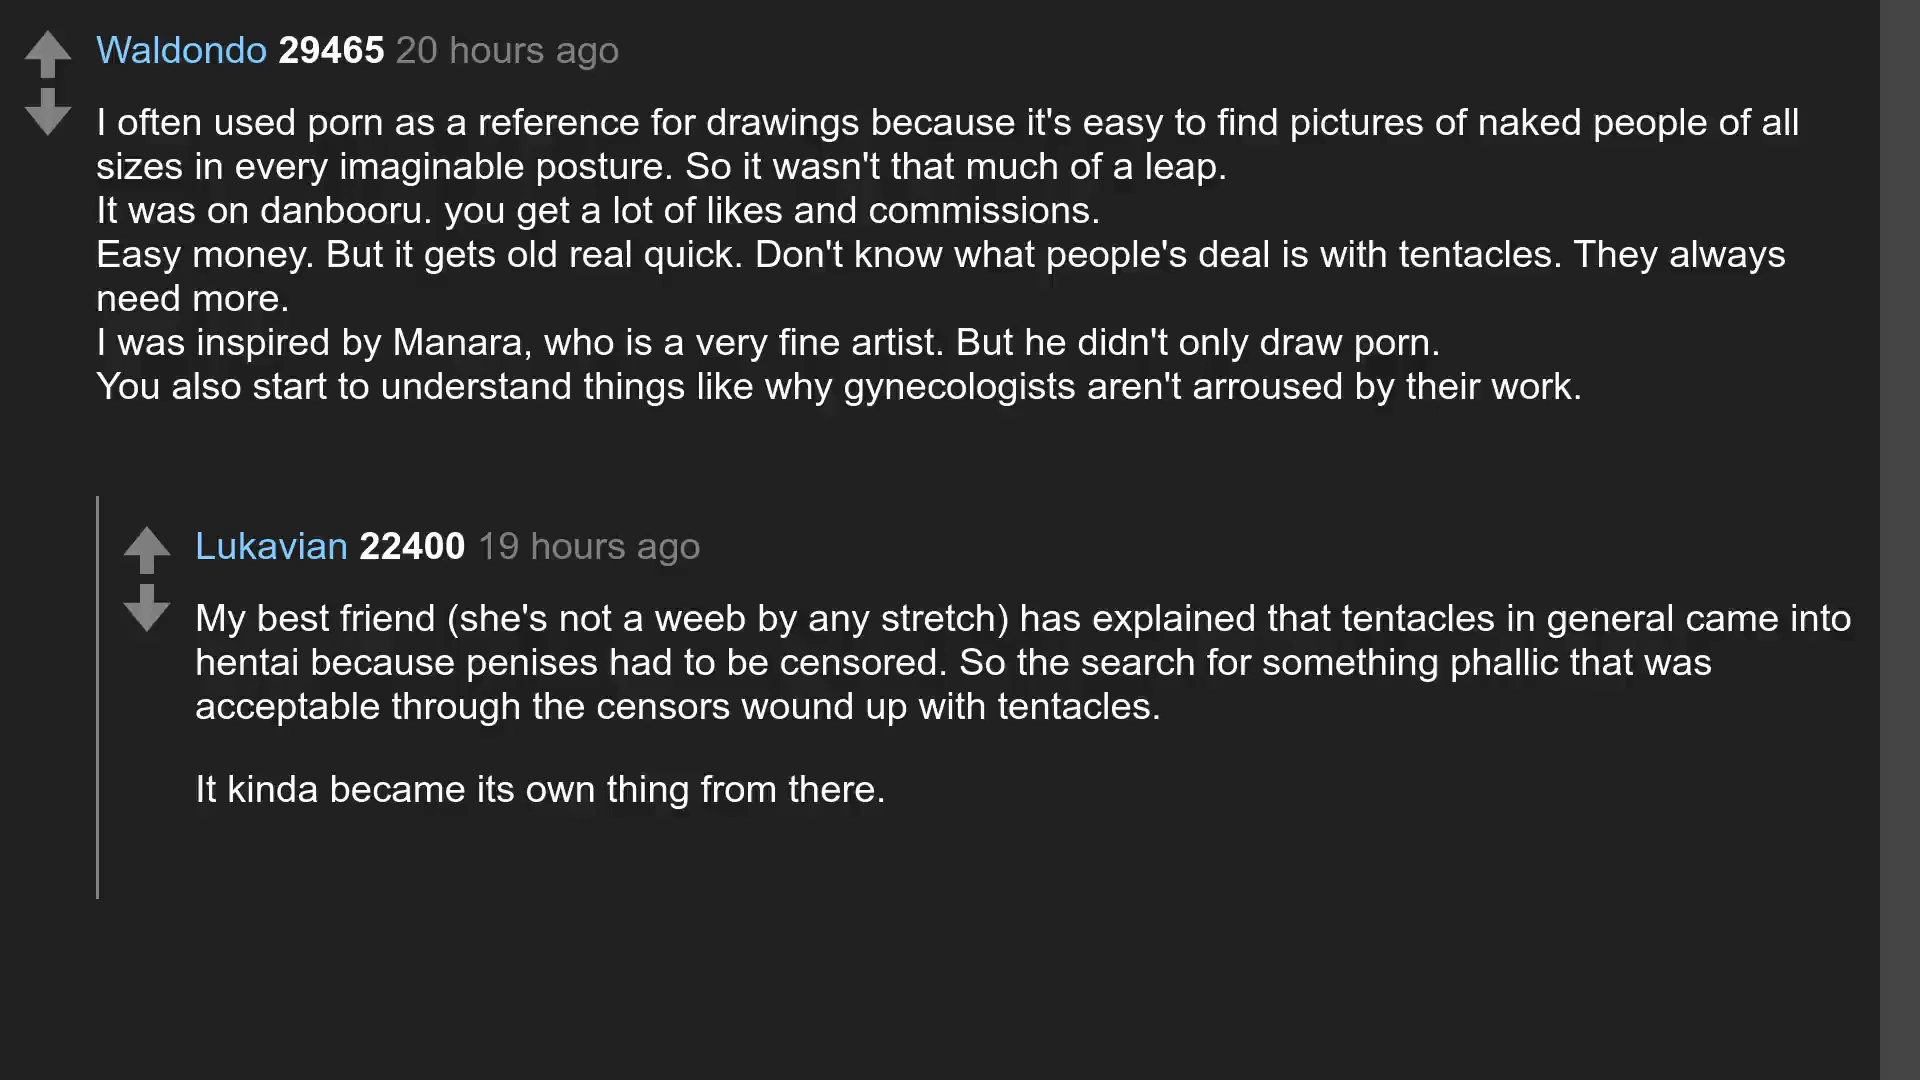 Waldondo 29465 20 hours ago
I often used porn as a reference for drawings because it's easy to find pictures of naked people of all
sizes in every imaginable posture. So it wasn't that much of a leap.
It was on danbooru. you get a lot of likes and commissions.
Easy money. But it gets old real quick. Don't know what people's deal is with tentacles. They always
need more.
I was inspired by Manara, who is a very fine artist. But he didn't only draw porn.
You also start to understand things like why gynecologists aren't arroused by their work.
Lukavian 22400 19 hours ago
My best friend (she's not a weeb by any stretch) has explained that tentacles in general came into
hentai because penises had to be censored. So the search for something phallic that was
acceptable through the censors wound up with tentacles.
It kinda became its own thing from there.